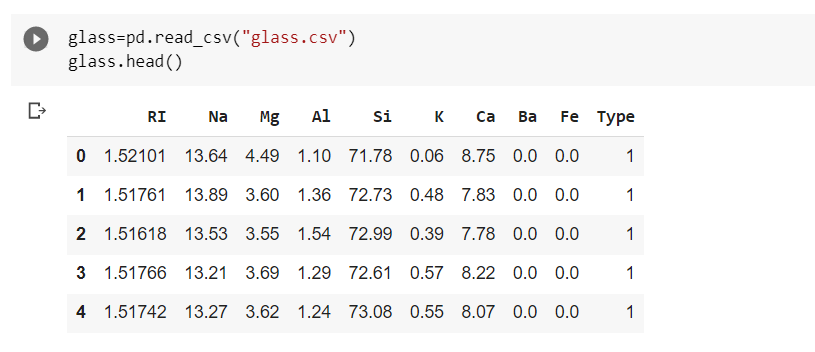 glass=pd.read_csv("glass.csv")
glass.head()
RI Na Mg Al Si K Ca Ba Fe Type
0 1.52101 13.64 4.49 1.10 71.78 0.06 8.75 0.0 0.0 1
1 1.51761 13.89 3.60 1.36 72.73 0.48 7.83 0.0 0.0 1
2 1.51618 13.53 3.55 1.54 72.99 0.39 7.78 0.0 0.0 1
3 1.51766 13.21 3.69 1.29 72.61 0.57 8.22 0.0 0.0 1
4 1.51742 13.27 3.62 1.24 73.08 0.55 8.07 0.0 0.0 1